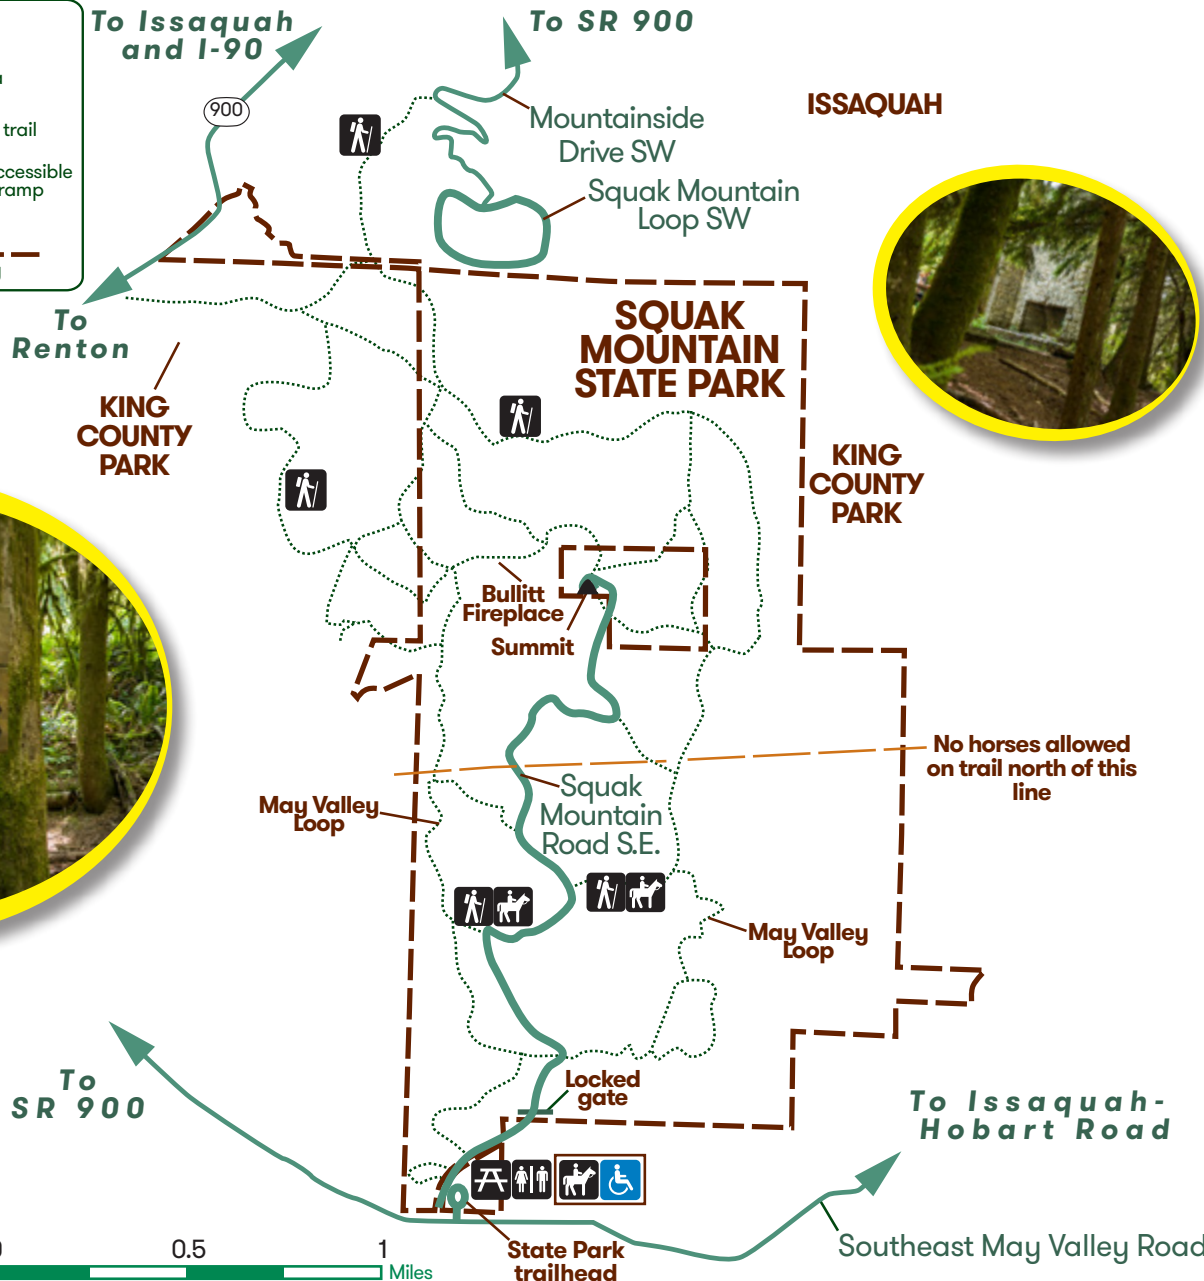 To Issaquah
and I-90
To SR 900
trail
ccessible
ramp
900
ISSAQUAH
Mountainside
Drive SW
Squak Mountain
Loop SW
To
Renton
SQUAK
MOUNTAIN
STATE PARK
KING
COUNTY
PARK
KING
COUNTY
PARK
Bullitt
Fireplace
Summit
No horses allowed
on trail north of this
line
Squak
Mountain
Road S.E.
May Valley
Loop
May Valley
Loop
To
SR 900
Locked
gate
To Issaquah-
Hobart Road
0.5
1
Miles
State Park
trailhead
Southeast May Valley Road